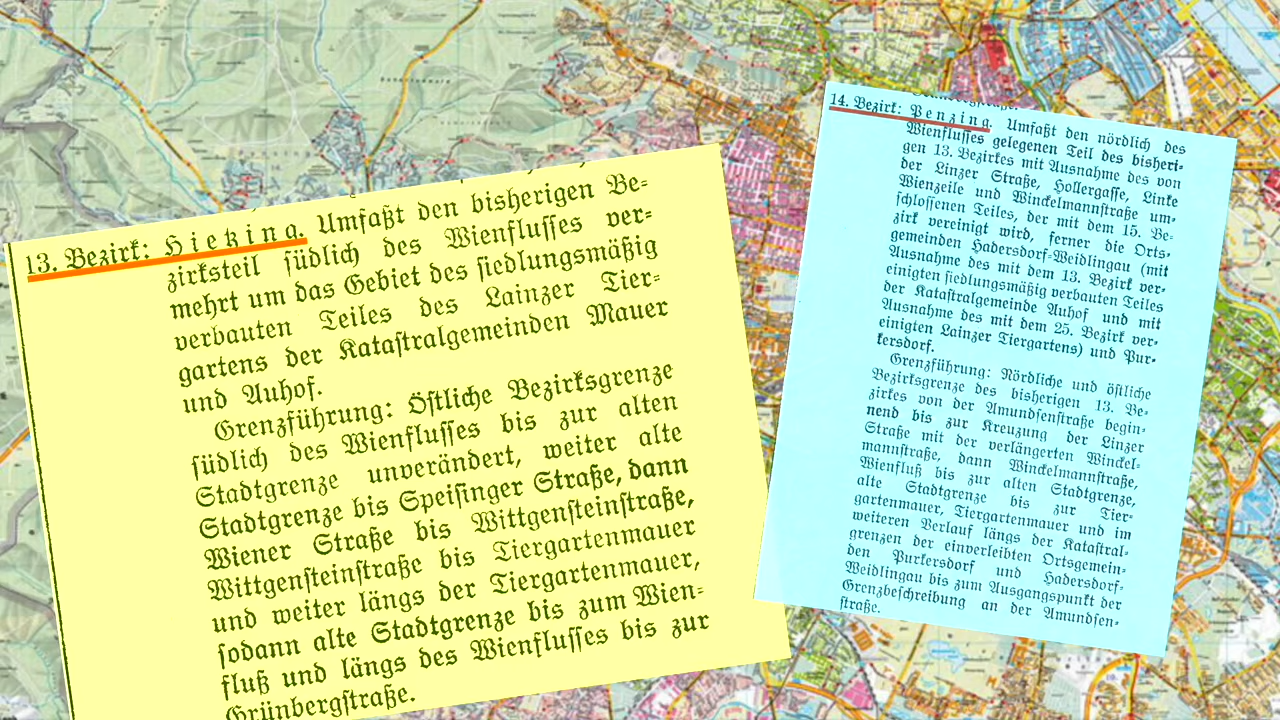 13. Bezirk: Hietzing. Umfaßt den bisherigen Be-
zirksteil südlich des Wienflusses ver-
mehrt um das Gebiet des siedlungsmäßig
verbauten Teiles des Lainzer Tier-
gartens der Katastralgemeinden Mauer
und Auhof.
Grenzführung: Östliche Bezirksgrenze
südlich des Wienflusses bis zur alten
Stadtgrenze unverändert, weiter alte
Stadtgrenze bis Speisinger Straße, dann
Wiener Straße bis Wittgensteinstraße,
Wittgensteinstraße bis Tiergartenmauer
und weiter längs der Tiergartenmauer,
sodann alte Stadtgrenze bis zum Wien-
fluß und längs des Wienflusses bis zur
Grünbergstraße.
14. Bezirk: Penzing. Umfaßt den nördlich des
Wienflusses gelegenen Teil des bisheri-
gen 13. Bezirkes mit Ausnahme des von
der Linzer Straße, Hollergasse, Linke
Wienzeile und Winckelmannstraße um-
schlossenen Teiles, der mit dem 15. Be-
zirk vereinigt wird, ferner die Orts-
gemeinden Hadersdorf-Weidlingau (mit
Ausnahme des mit dem 13. Bezirk ver-
einigten siedlungsmäßig verbauten Teiles
der Katastralgemeinde Auhof und mit
Ausnahme des mit dem 25. Bezirk ver-
einigten Lainzer Tiergartens) und Pur-
kersdorf.
Grenzführung: Nördliche und östliche
Bezirksgrenze des bisherigen 13. Be-
zirkes von der Amundsenstraße begin-
nend bis zur Kreuzung der Linzer
Straße mit der verlängerten Winckel-
mannstraße, dann Winckelmannstraße,
Wienfluß bis zur alten Stadtgrenze,
alte Stadtgrenze bis zur Tier-
gartenmauer, Tiergartenmauer und im
weiteren Verlauf längs der Katastral-
grenzen der einverleibten Ortsgemein-
den Purkersdorf und Hadersdorf-
Weidlingau bis zum Ausgangspunkt der
Grenzbeschreibung an der Amundsen-
straße.